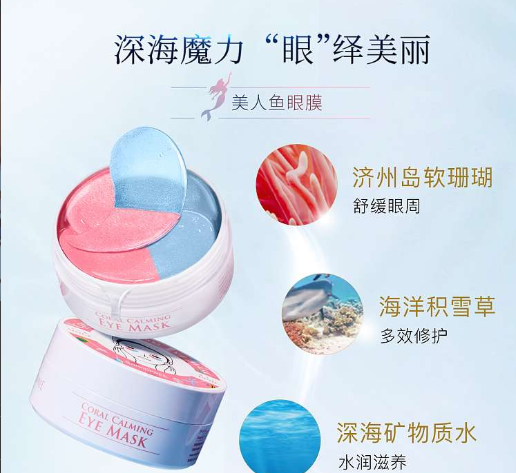 深海魔力 “眼”绎美丽
美人鱼眼膜
济州岛软珊瑚
舒缓眼周
海洋积雪草
多效修护
深海矿物质水
水润滋养
CORAL CALMING
EYE MASK
CORAL CALMING
EYE MASK